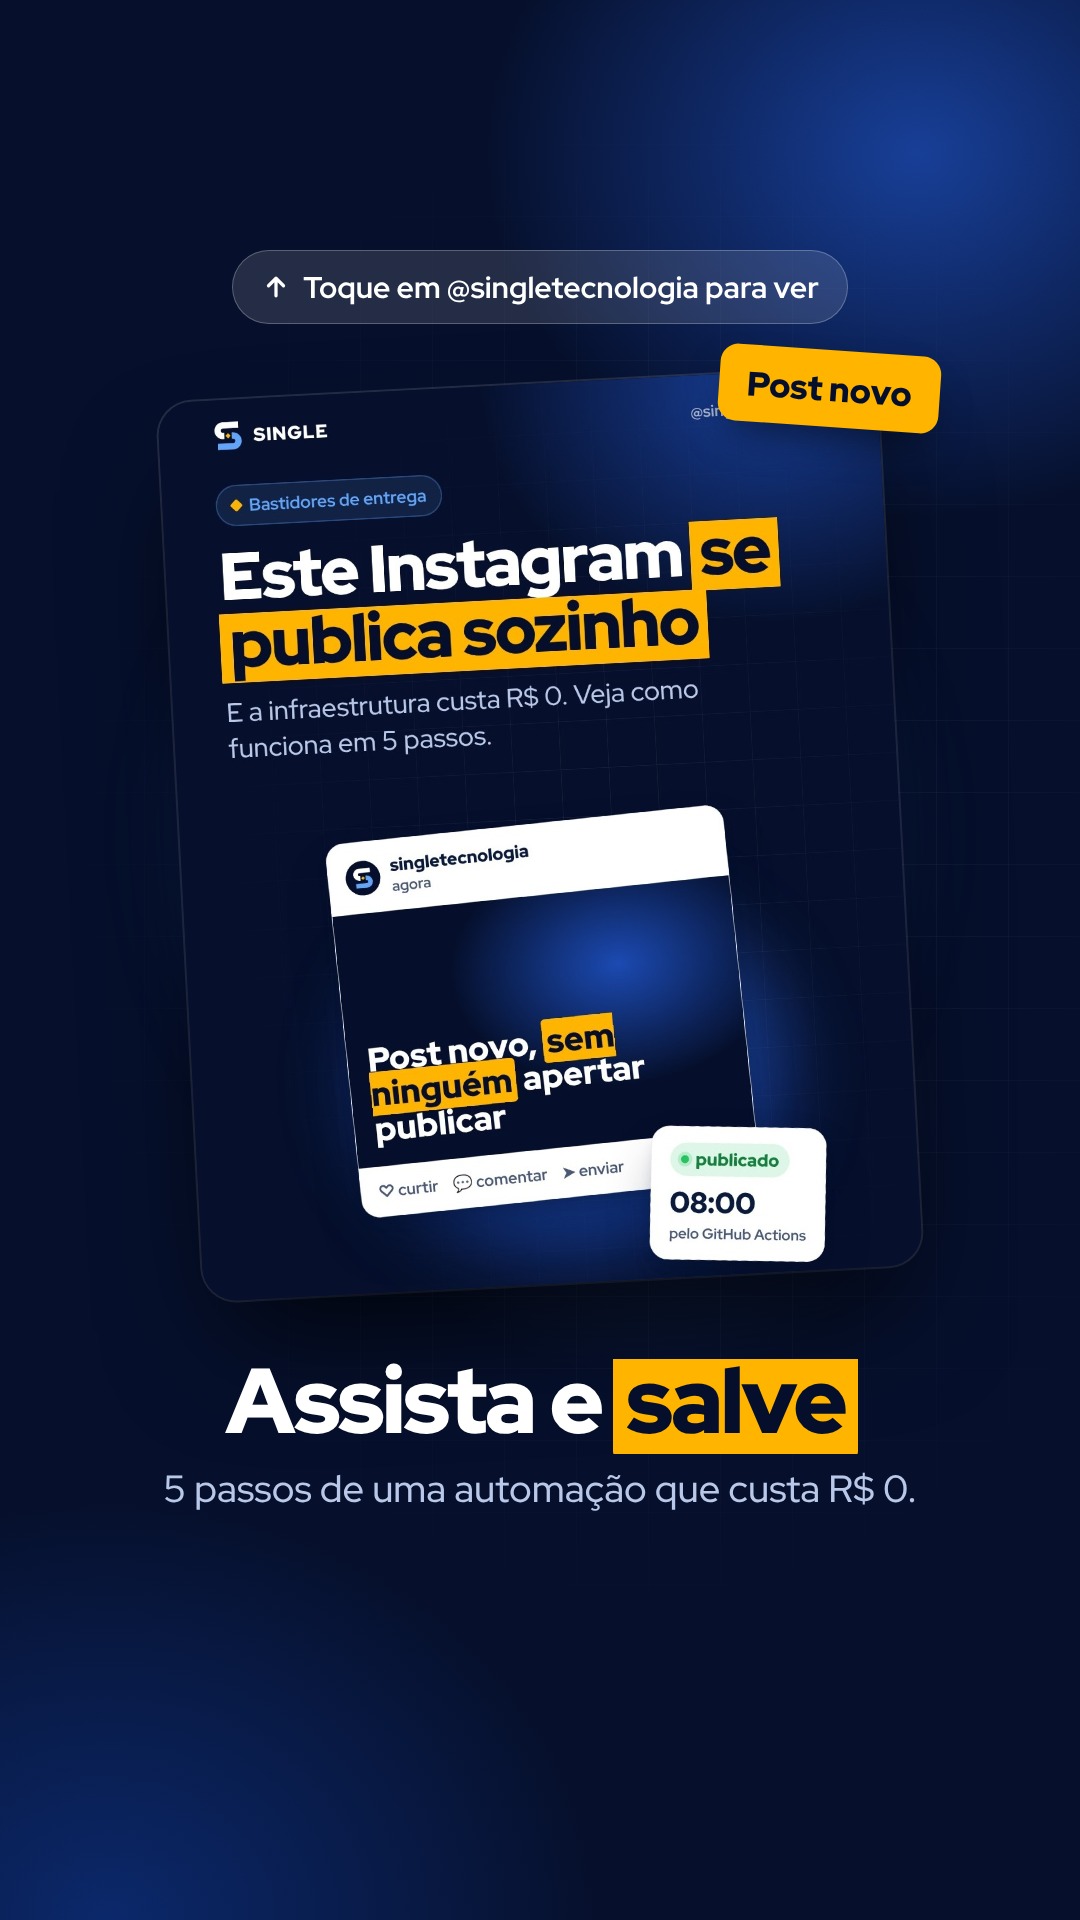 ↑ Toque em @singletecnologia para ver
Post novo
SINGLE
Bastidores de entrega
Este Instagram se
publica sozinho
E a infraestrutura custa R$ 0. Veja como
funciona em 5 passos.
singletecnologia
agora
Post novo, sem
ninguém apertar
publicar
curtir comentar enviar
publicado
08:00
pelo GitHub Actions
Assista e salve
5 passos de uma automação que custa R$ 0.